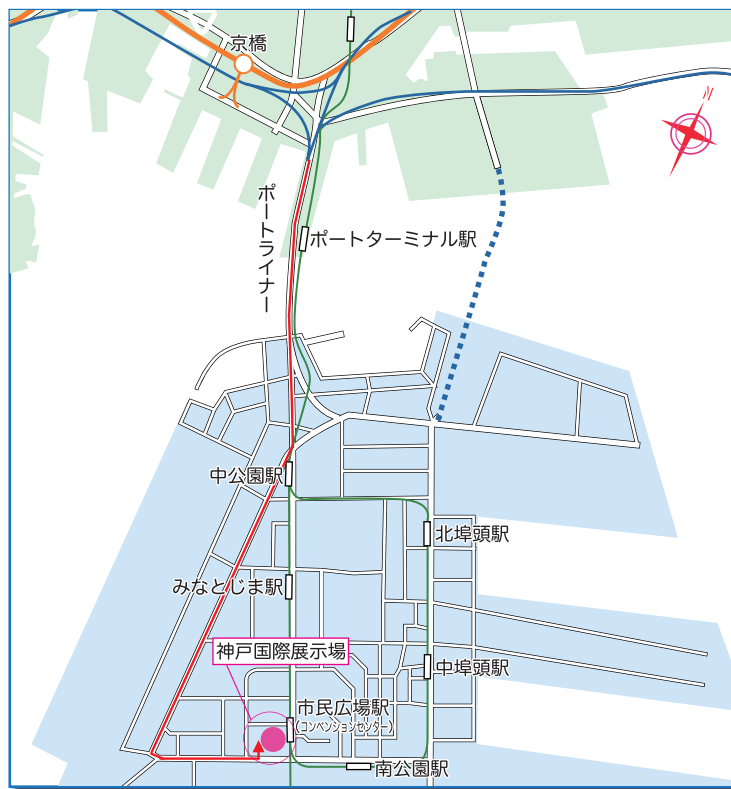 京橋
N
ポートライナー
ポートターミナル駅
中公園駅
北埠頭駅
みなとじま駅
神戸国際展示場
中埠頭駅
市民広場駅
(コンベンションセンター)
南公園駅